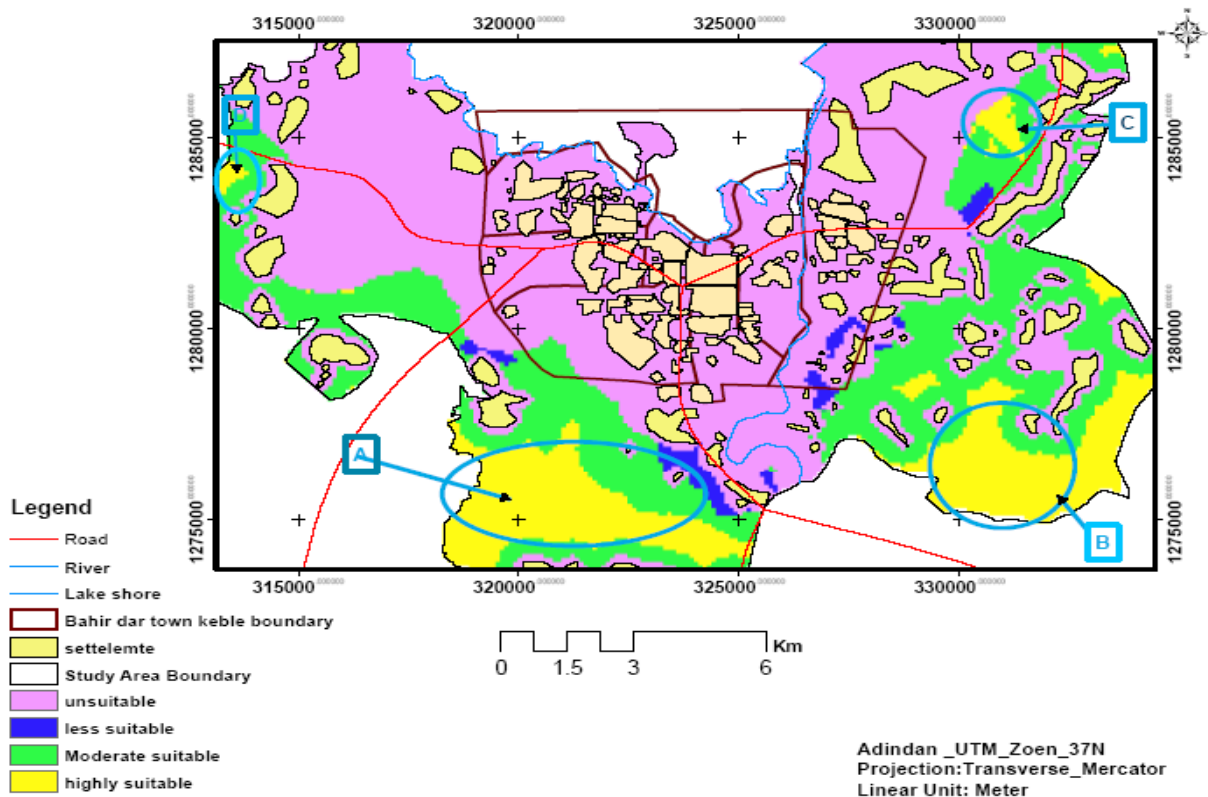 315000 320000 325000 330000
N
W E
S
D
C
1285000 1285000
1280000 1280000
A
1275000 1275000
B
315000 320000 325000 330000
Legend
Road
River
Lake shore
Bahir dar town keble boundary
settelemte
Study Area Boundary
unsuitable
less suitable
Moderate suitable
highly suitable
Km
0 1.5 3 6
Adindan _UTM_Zoen_37N
Projection:Transverse_Mercator
Linear Unit: Meter